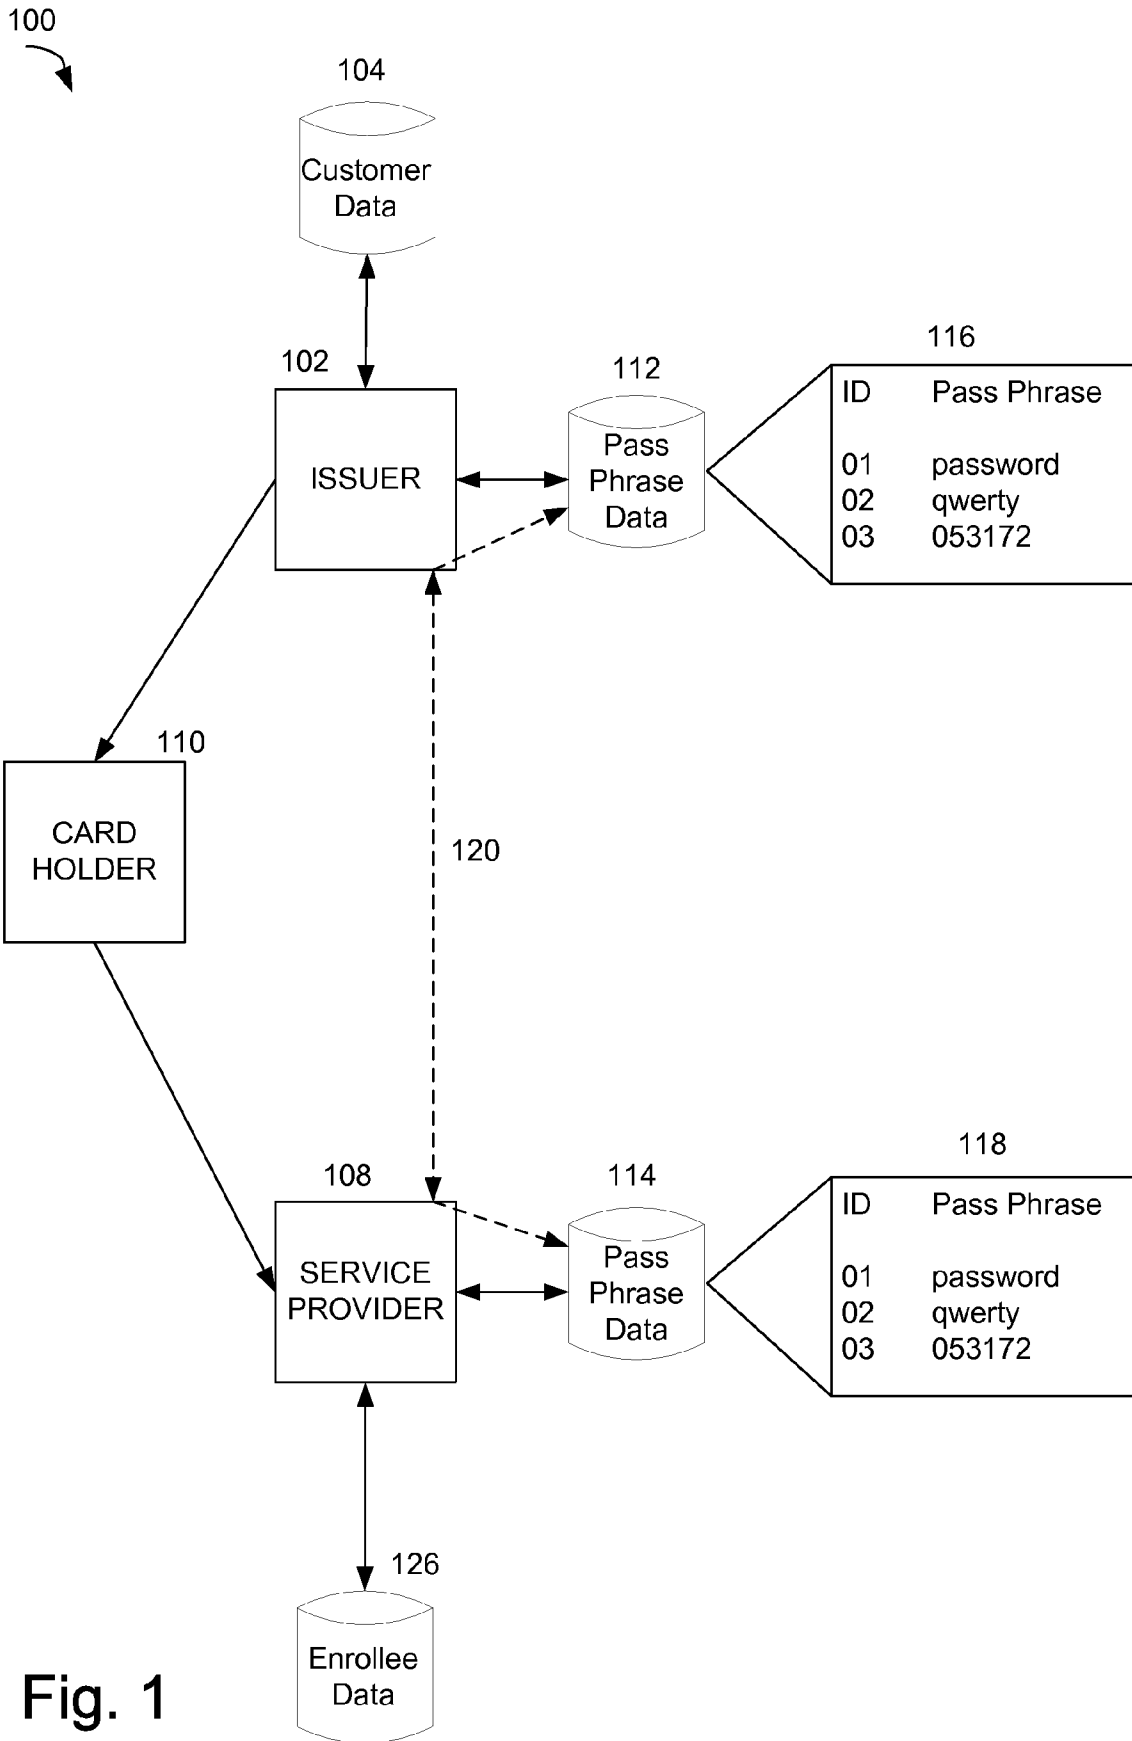 100
104
Customer
Data
102
ISSUER
112
Pass
Phrase
Data
116
ID Pass Phrase
01 password
02 qwerty
03 053172
110
CARD
HOLDER
120
108
SERVICE
PROVIDER
114
Pass
Phrase
Data
118
ID Pass Phrase
01 password
02 qwerty
03 053172
126
Enrollee
Data
Fig. 1